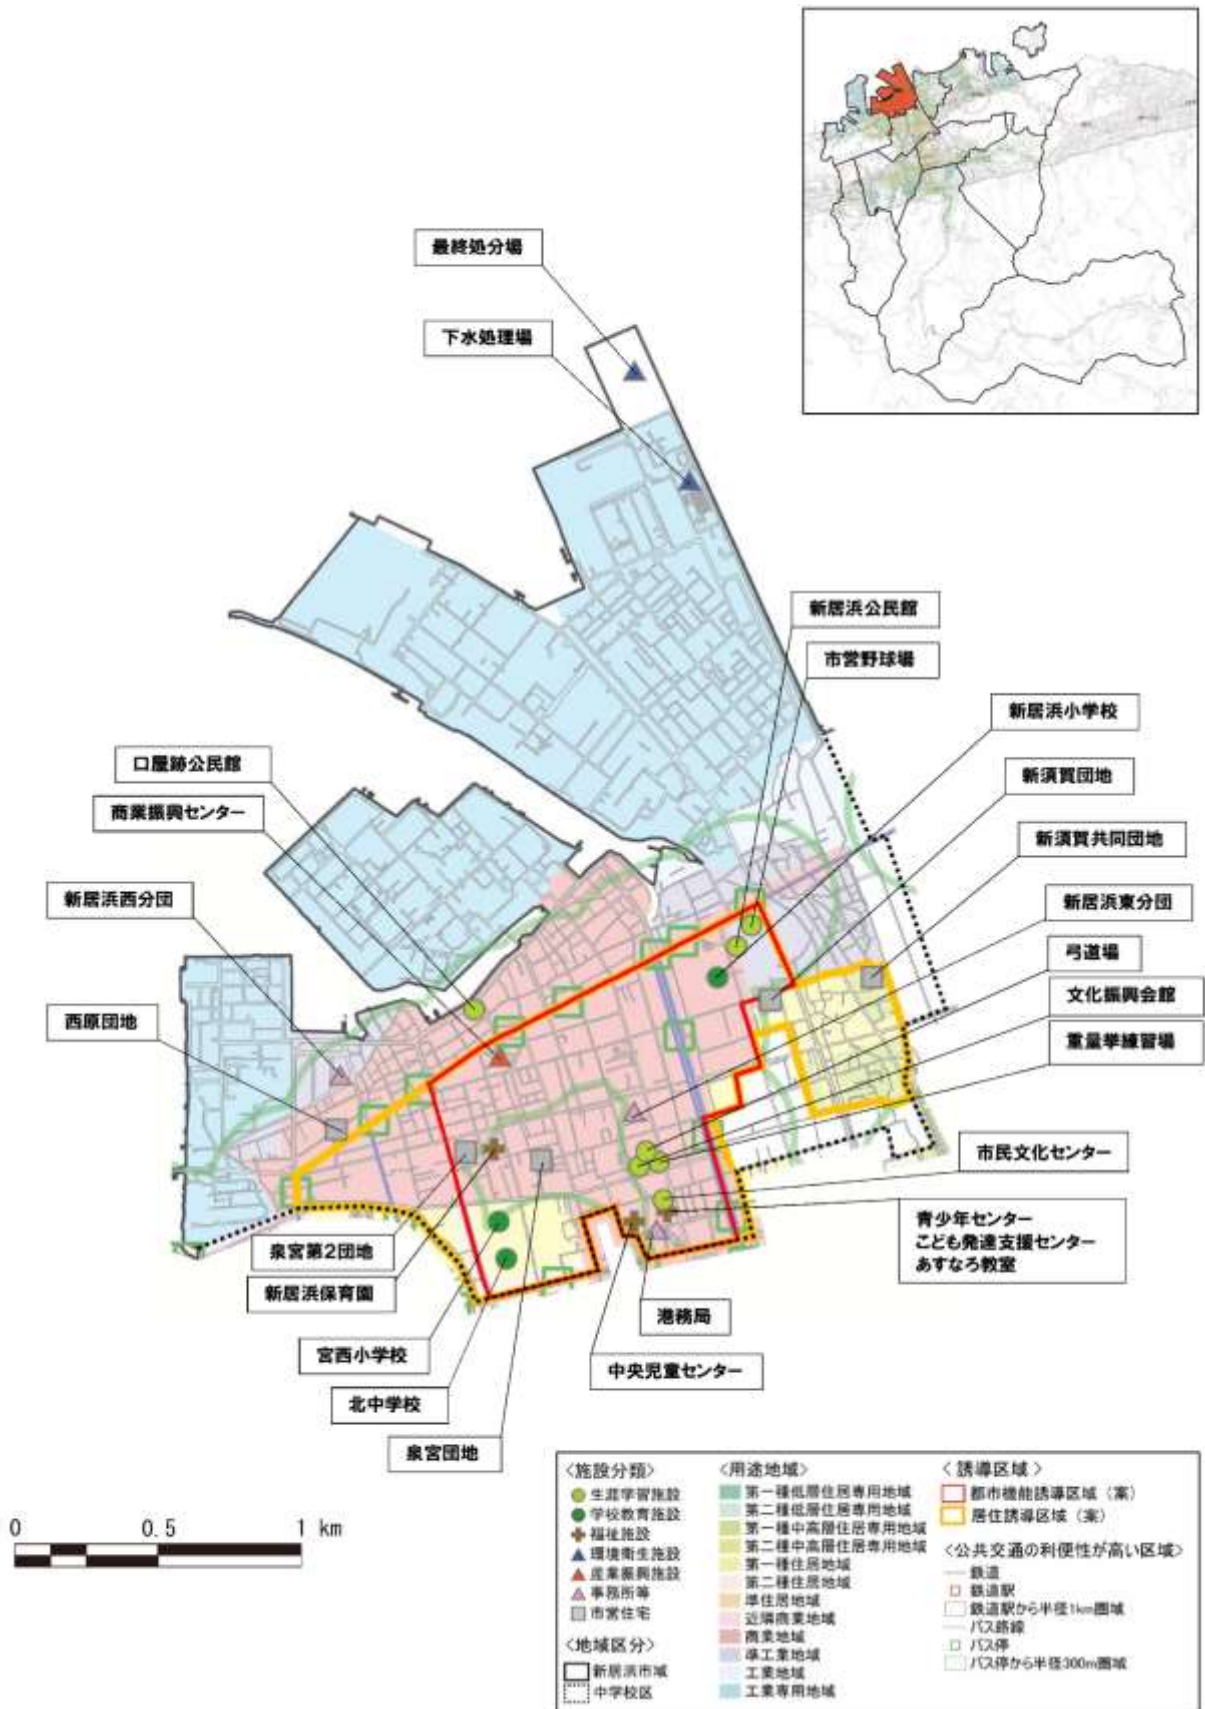 最終処分場
下水処理場
新居浜公民館
市営野球場
新居浜小学校
新須賀団地
新須賀共同団地
新居浜東分団
弓道場
文化振興会館
重量挙練習場
口屋跡公民館
商業振興センター
新居浜西分団
西原団地
市民文化センター
青少年センター
こども発達支援センター
あすなろ教室
泉宮第2団地
新居浜保育園
港務局
宮西小学校
中央児童センター
北中学校
泉宮団地
0 0.5 1 km
〈施設分類〉
生涯学習施設
学校教育施設
福祉施設
環境衛生施設
産業振興施設
事務所等
市営住宅
〈地域区分〉
新居浜市域
中学校区
〈用途地域〉
第一種低層住居専用地域
第二種低層住居専用地域
第一種中高層住居専用地域
第二種中高層住居専用地域
第一種住居地域
第二種住居地域
準住居地域
近隣商業地域
商業地域
準工業地域
工業地域
工業専用地域
〈誘導区域〉
都市機能誘導区域（案）
居住誘導区域（案）
〈公共交通の利便性が高い区域〉
鉄道
鉄道駅
鉄道駅から半径1km圏域
バス路線
バス停
バス停から半径300m圏域